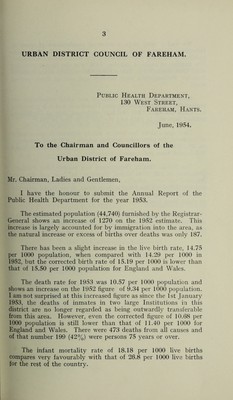 3
URBAN DISTRICT COUNCIL OF FAREHAM.
Public Health Department,
130 West Street,
Fareham, Hants.
June, 1954.
To the Chairman and Councillors of the
Urban District of Fareham.
Mr. Chairman, Ladies and Gentlemen,
I have the honour to submit the Annual Report of the
Public Health Department for the year 1953.
The estimated population (44,740) furnished by the Registrar-
General shows an increase of 1270 on the 1952 estimate. This
increase is largely accounted for by immigration into the area, as
the natural increase or excess of births over deaths was only 187.
There has been a slight increase in the live birth rate, 14.75
per 1000 population, when compared with 14.29 per 1000 in
1952, but the corrected birth rate of 15.19 per 1000 is lower than
that of 15.50 per 1000 population for England and Wales.
The death rate for 1953 was 10.57 per 1000 population and
shows an increase on the 1952 figure of 9.34 per 1000 population.
I am not surprised at this increased figure as since the 1st January
1953, the deaths of inmates in two large Institutions in this
district are no longer regarded as being outwardly transferable
from this area. However, even the corrected figure of 10.68 per
1000 population is still lower than that of 11.40 per 1000 for
England and Wales. There were 473 deaths from all causes and
of that number 199 (42%) were persons 75 years or over.
The infant mortality rate of 18.18 per 1000 live births
compares very favourably with that of 26.8 per 1000 live births
for the rest of the country.